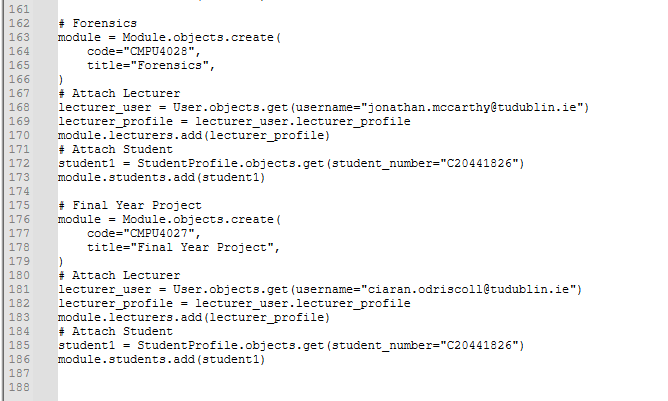 161
162 # Forensics
163 module = Module.objects.create(
164     code="CMPU4028",
165     title="Forensics",
166 )
167 # Attach Lecturer
168 lecturer_user = User.objects.get(username="jonathan.mccarthy@tudublin.ie")
169 lecturer_profile = lecturer_user.lecturer_profile
170 module.lecturers.add(lecturer_profile)
171 # Attach Student
172 student1 = StudentProfile.objects.get(student_number="C20441826")
173 module.students.add(student1)
174
175 # Final Year Project
176 module = Module.objects.create(
177     code="CMPU4027",
178     title="Final Year Project",
179 )
180 # Attach Lecturer
181 lecturer_user = User.objects.get(username="ciaran.odriscoll@tudublin.ie")
182 lecturer_profile = lecturer_user.lecturer_profile
183 module.lecturers.add(lecturer_profile)
184 # Attach Student
185 student1 = StudentProfile.objects.get(student_number="C20441826")
186 module.students.add(student1)
187
188